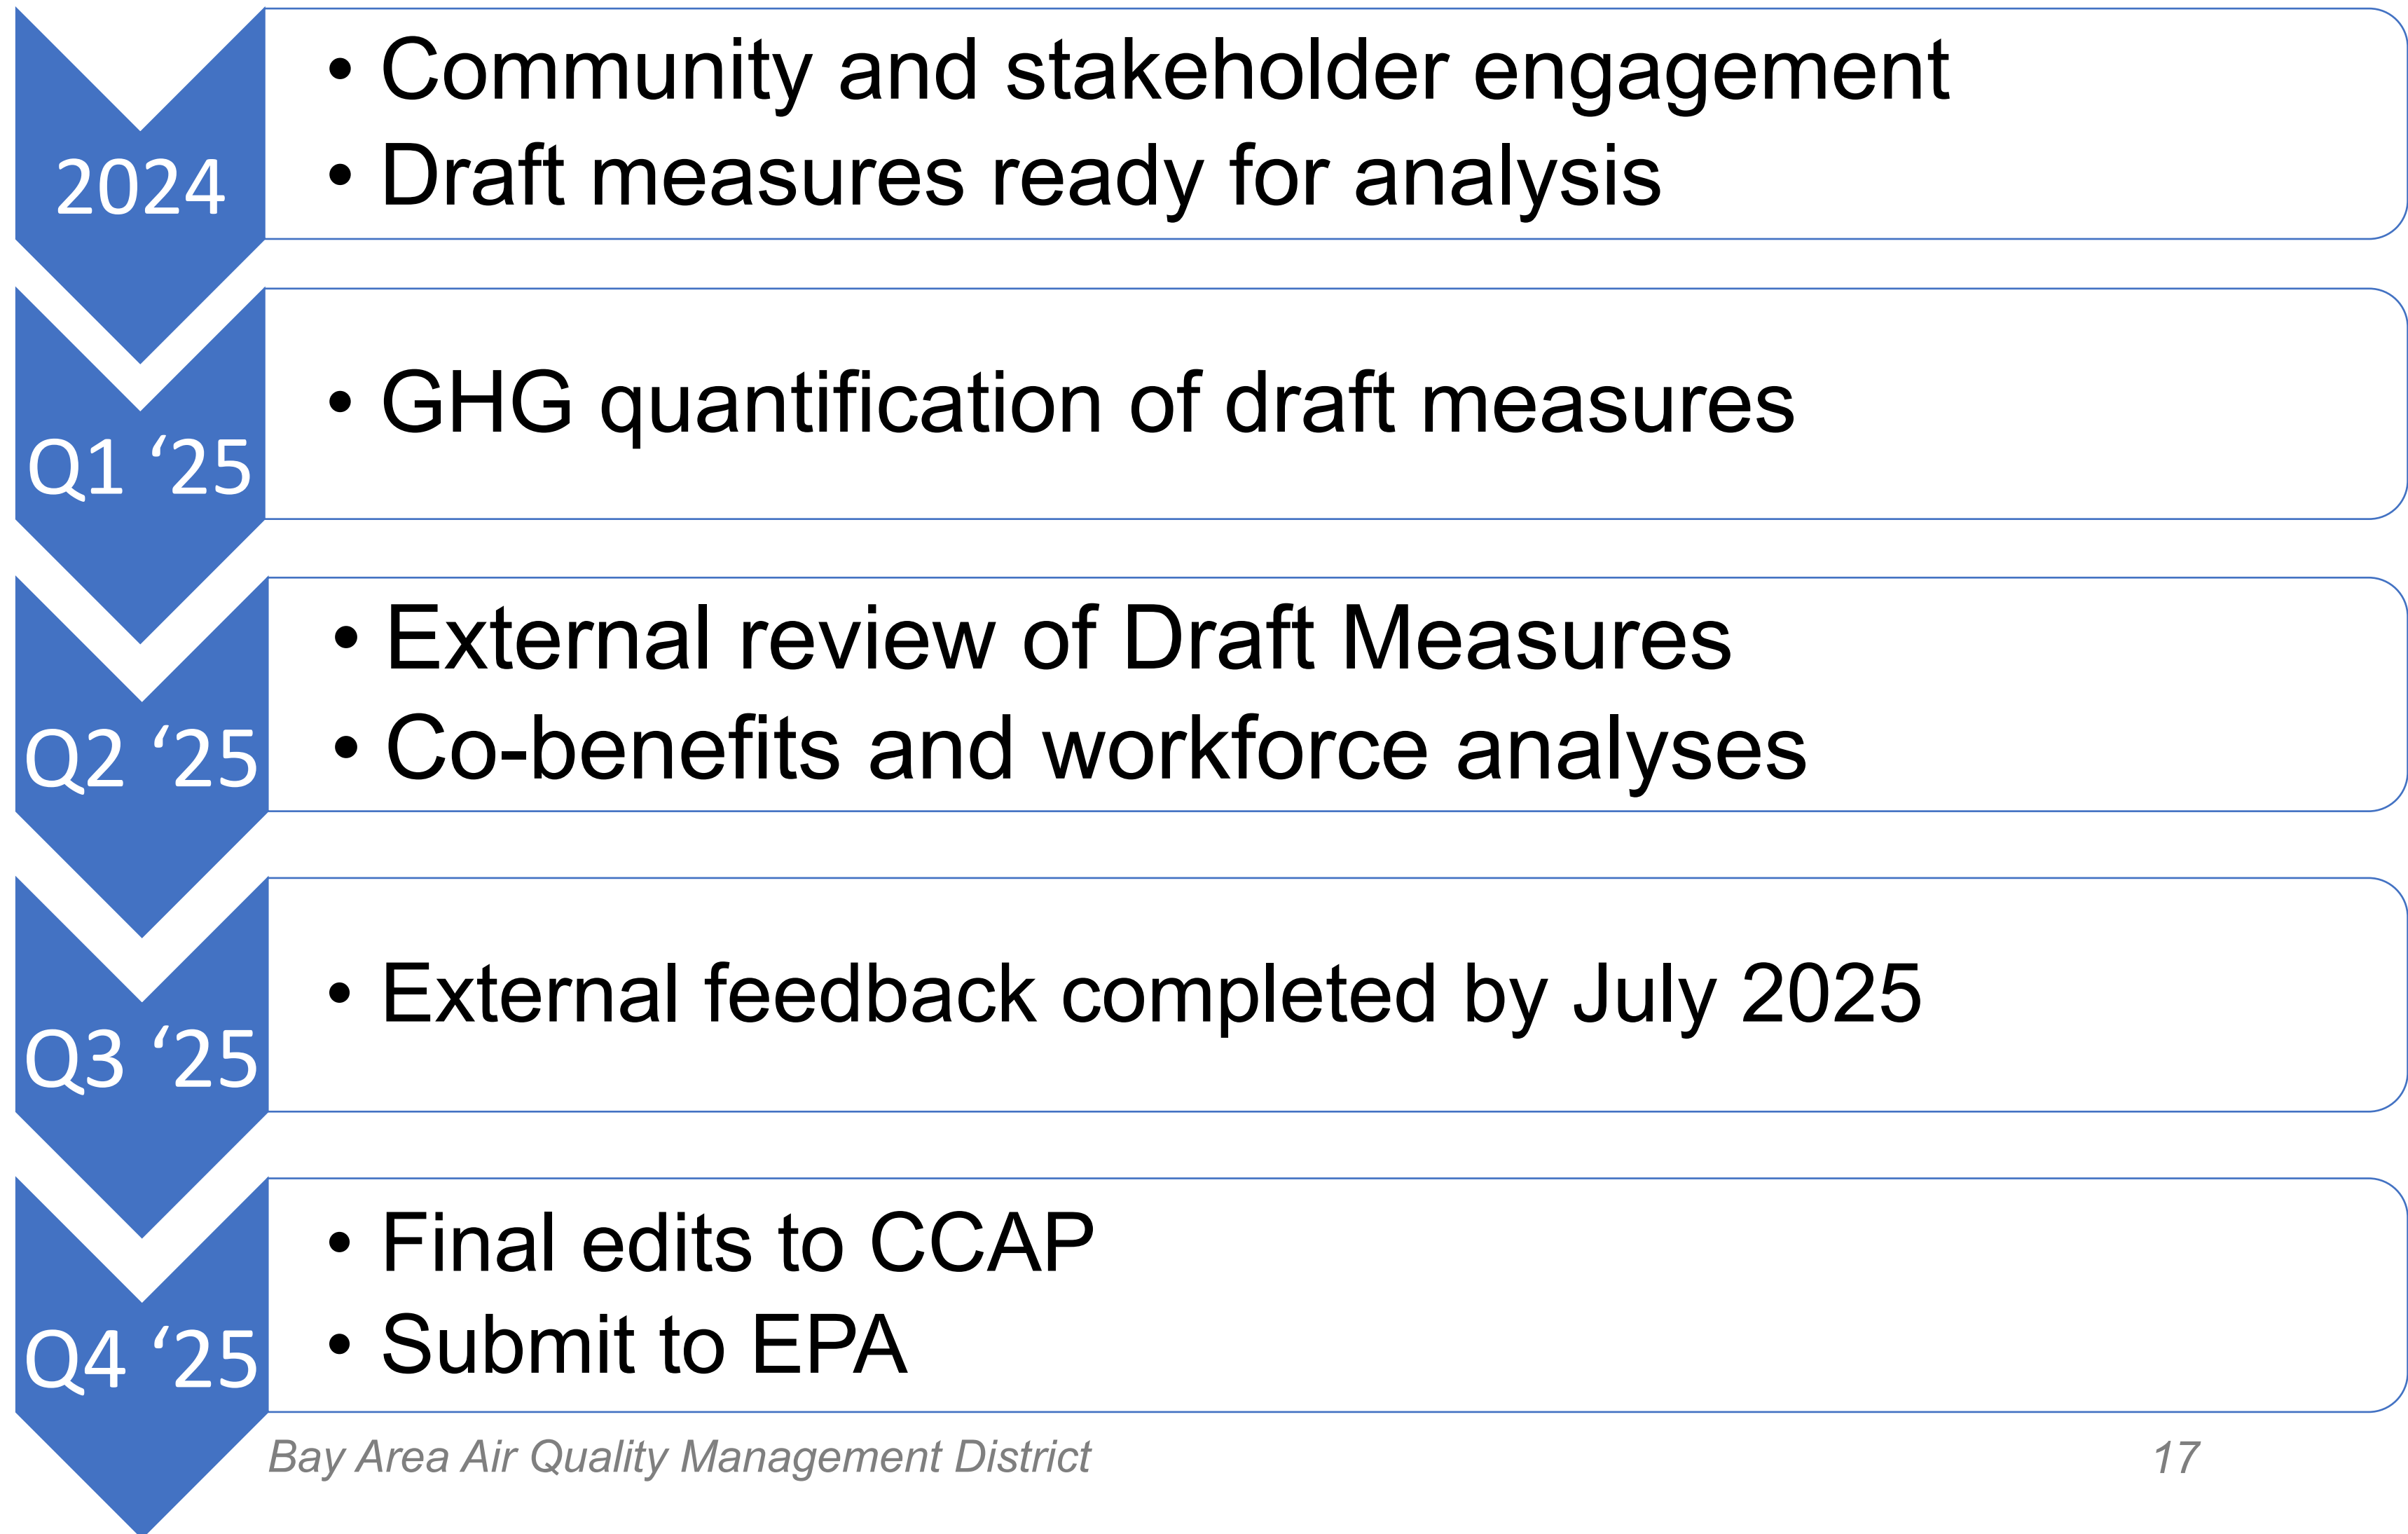 2024
• Community and stakeholder engagement
• Draft measures ready for analysis
Q1 ‘25
• GHG quantification of draft measures
Q2 ‘25
• External review of Draft Measures
• Co-benefits and workforce analyses
Q3 ‘25
• External feedback completed by July 2025
Q4 ‘25
• Final edits to CCAP
• Submit to EPA
Bay Area Air Quality Management District
17